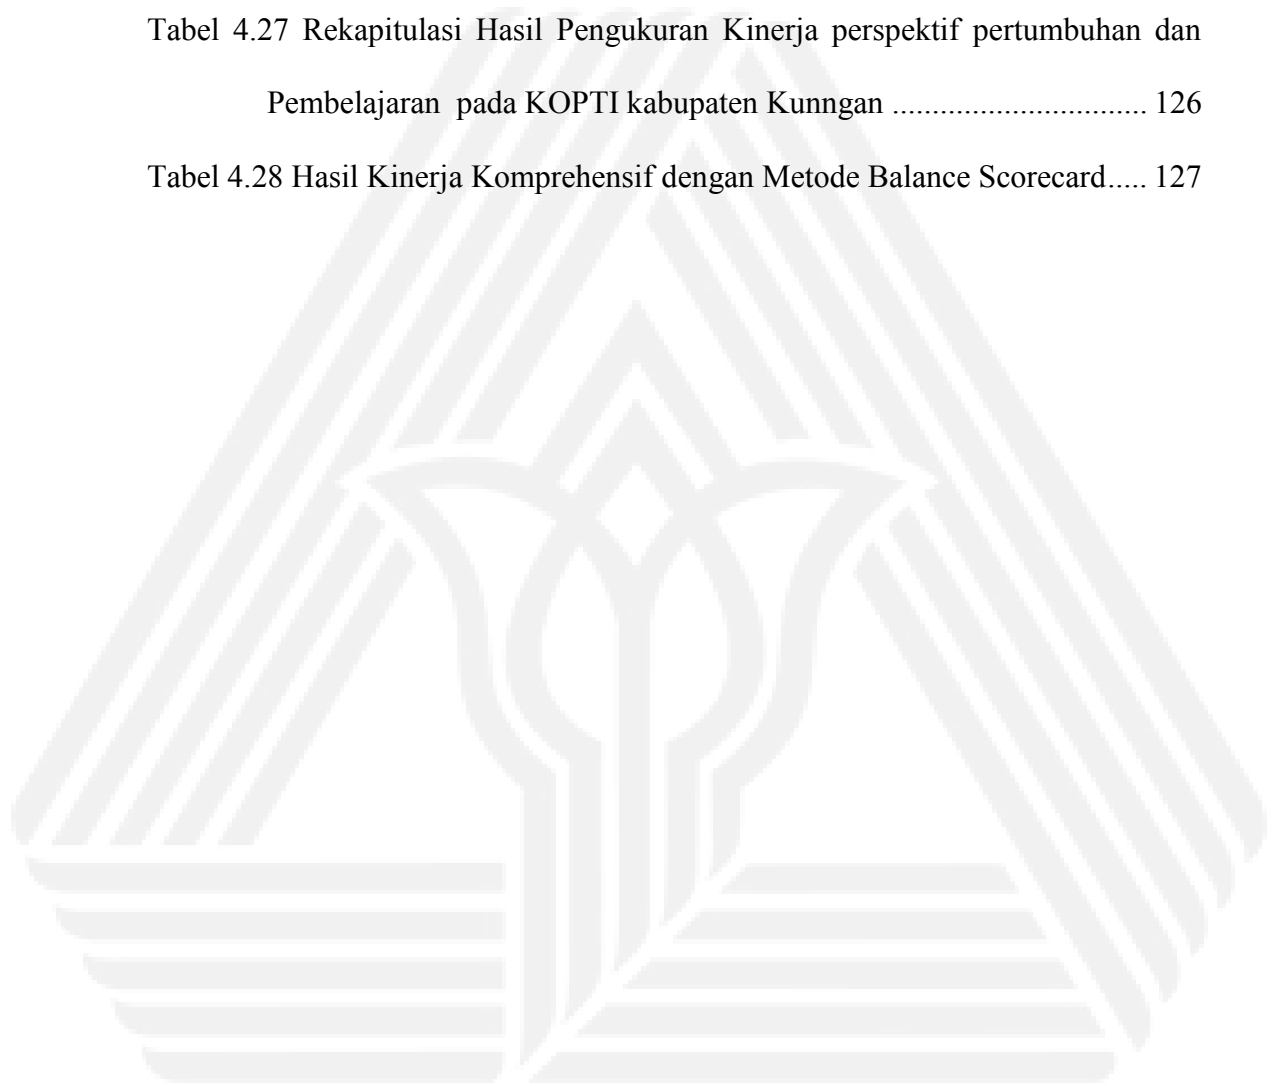 Tabel 4.27 Rekapitulasi Hasil Pengukuran Kinerja perspektif pertumbuhan dan
Pembelajaran pada KOPTI kabupaten Kunngan ................................ 126
Tabel 4.28 Hasil Kinerja Komprehensif dengan Metode Balance Scorecard..... 127